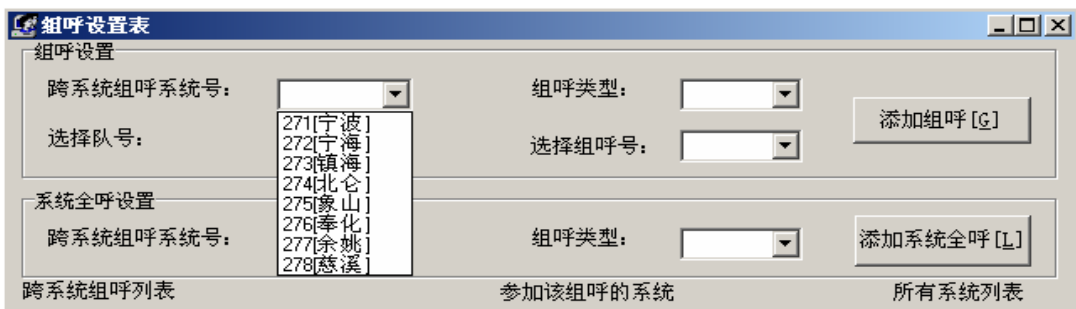 组呼设置表
组呼设置
跨系统组呼系统号： 组呼类型：
添加组呼[G]
选择队号： 选择组呼号：
271[宁波]
272[宁海]
273[镇海]
274[北仑]
275[象山]
276[奉化]
277[余姚]
278[慈溪]
系统全呼设置
跨系统组呼系统号： 组呼类型： 添加系统全呼[L]
跨系统组呼列表 参加该组呼的系统 所有系统列表